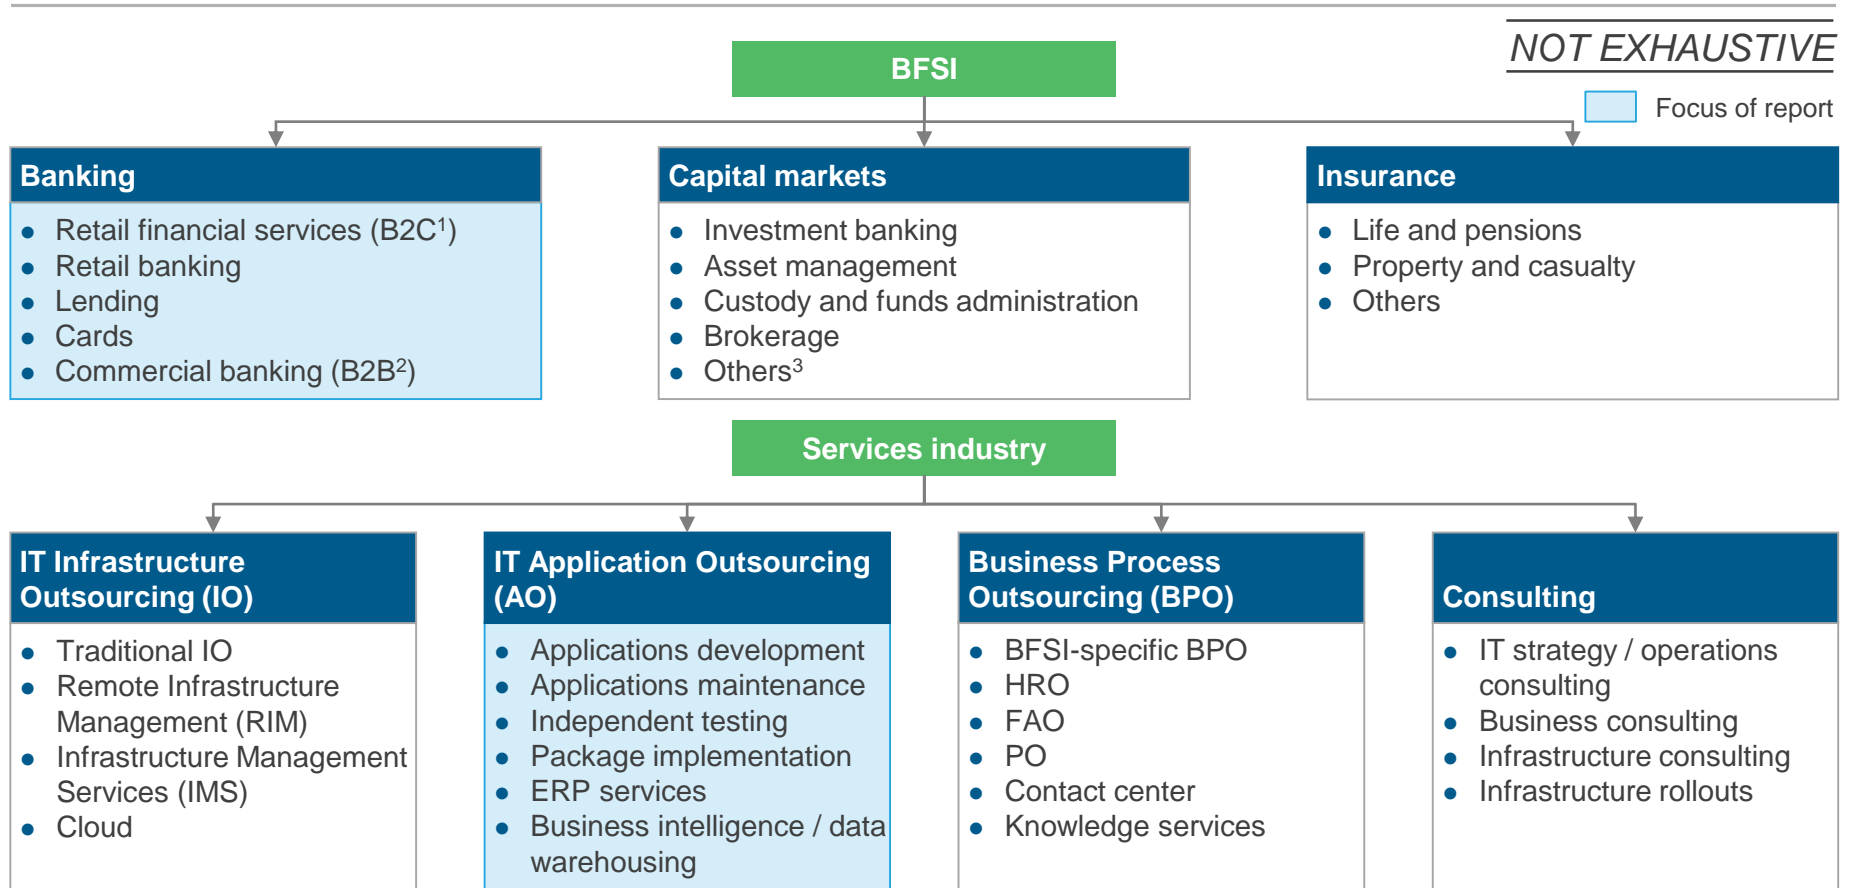 NOT EXHAUSTIVE
BFSI
Focus of report
Banking
Retail financial services (B2C¹)
Retail banking
Lending
Cards
Commercial banking (B2B²)
Capital markets
Investment banking
Asset management
Custody and funds administration
Brokerage
Others³
Insurance
Life and pensions
Property and casualty
Others
Services industry
IT Infrastructure
Outsourcing (IO)
Traditional IO
Remote Infrastructure
Management (RIM)
Infrastructure Management
Services (IMS)
Cloud
IT Application Outsourcing
(AO)
Applications development
Applications maintenance
Independent testing
Package implementation
ERP services
Business intelligence / data
warehousing
Business Process
Outsourcing (BPO)
BFSI-specific BPO
HRO
FAO
PO
Contact center
Knowledge services
Consulting
IT strategy / operations
consulting
Business consulting
Infrastructure consulting
Infrastructure rollouts